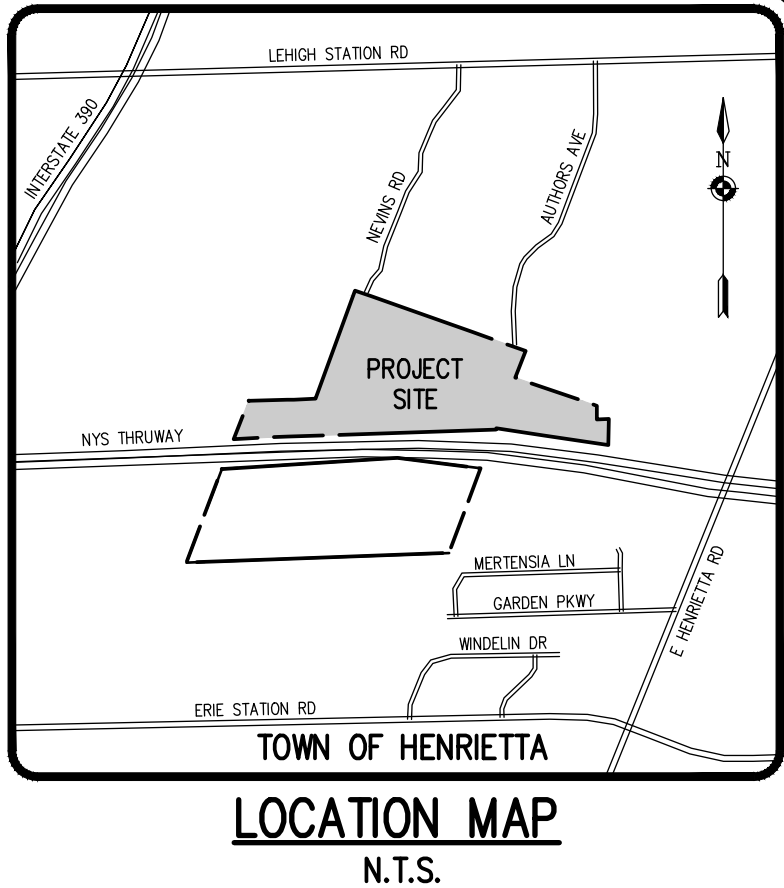 LEHIGH STATION RD
INTERSTATE 390
NEVINS RD
AUTHORS AVE
N
PROJECT
SITE
NYS THRUWAY
MERTENSIA LN
GARDEN PKWY
E HENRIETTA RD
WINDELIN DR
ERIE STATION RD
TOWN OF HENRIETTA
LOCATION MAP
N.T.S.